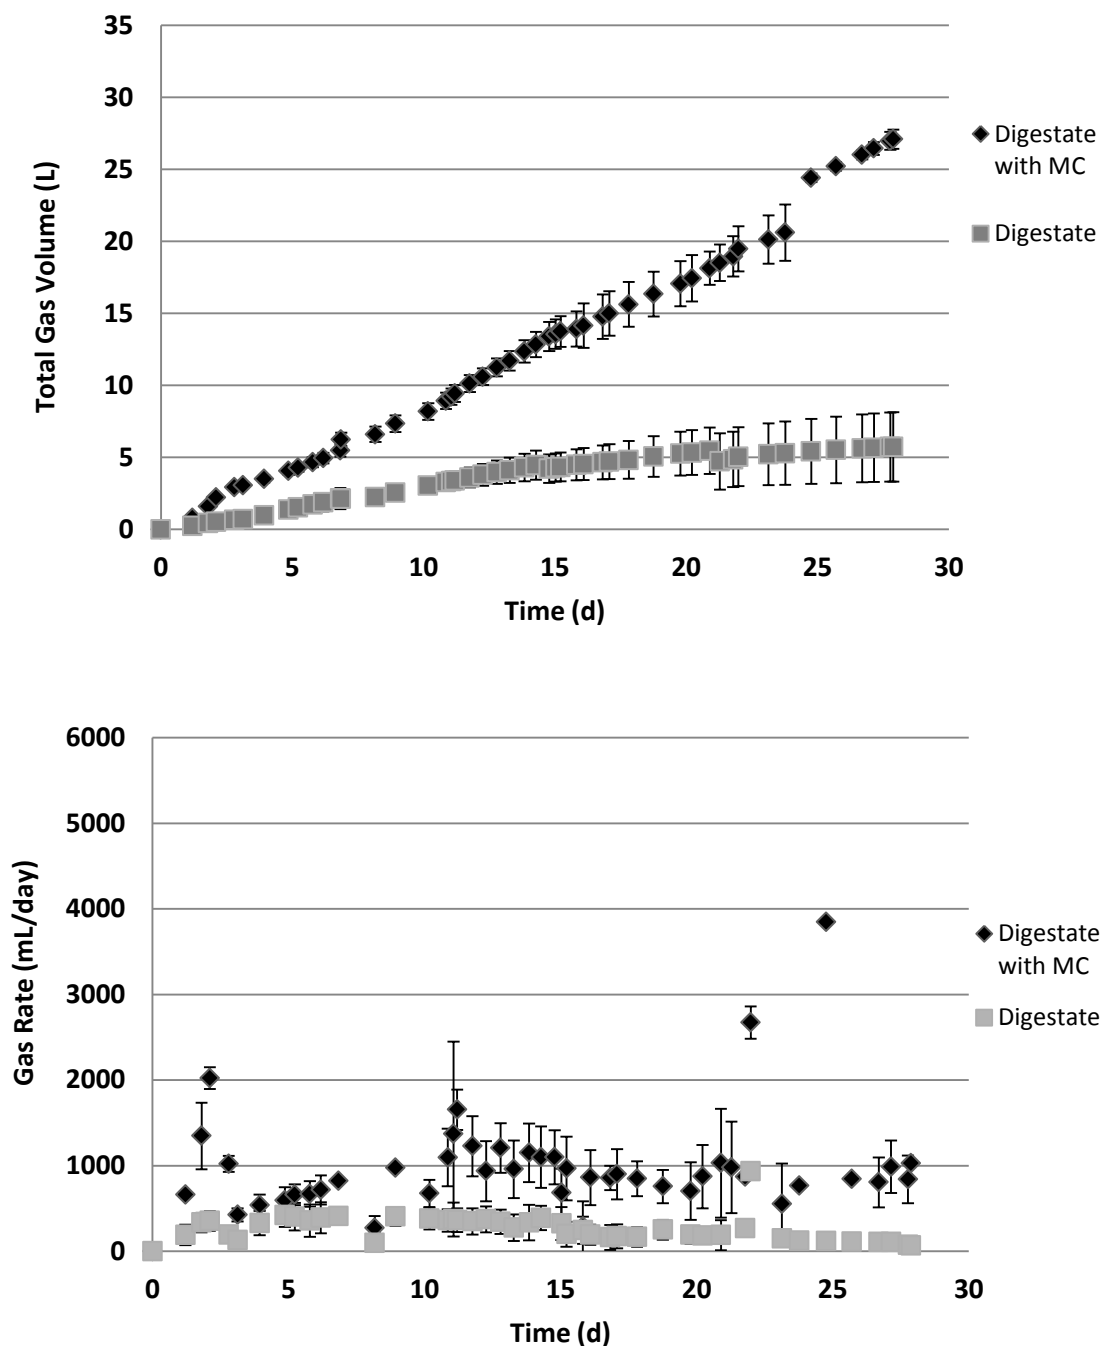 35
30
25
20
15
10
5
0
Total Gas Volume (L)
0 5 10 15 20 25 30
Time (d)
Digestate
with MC
Digestate
6000
5000
4000
3000
2000
1000
0
Gas Rate (mL/day)
0 5 10 15 20 25 30
Time (d)
Digestate
with MC
Digestate